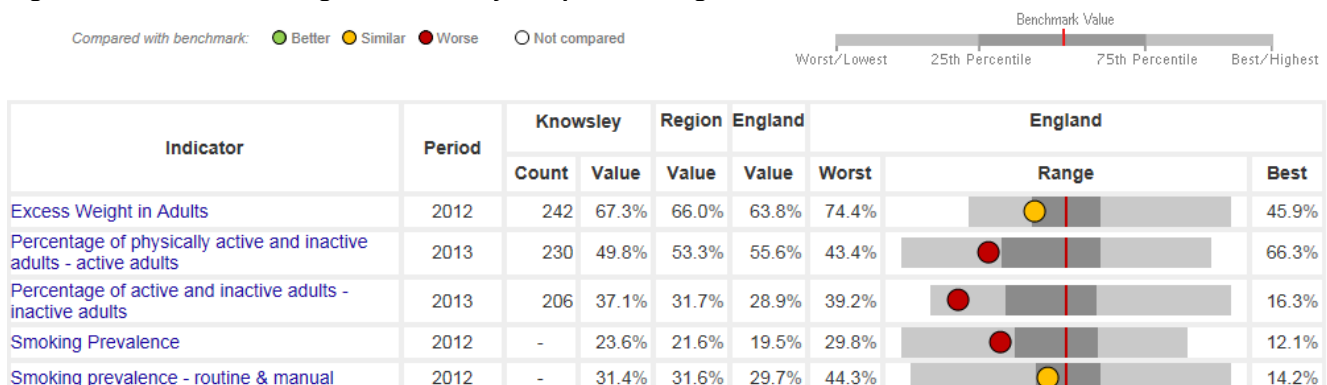 Benchmark Value
Compared with benchmark: Better Similar Worse Not compared
Worst/Lowest 25th Percentile 75th Percentile Best/Highest
Indicator Period Knowsley Region England England
Count Value Value Value Worst Range Best
Excess Weight in Adults 2012 242 67.3% 66.0% 63.8% 74.4% 45.9%
Percentage of physically active and inactive
adults - active adults 2013 230 49.8% 53.3% 55.6% 43.4% 66.3%
Percentage of active and inactive adults -
inactive adults 2013 206 37.1% 31.7% 28.9% 39.2% 16.3%
Smoking Prevalence 2012 - 23.6% 21.6% 19.5% 29.8% 12.1%
Smoking prevalence - routine & manual 2012 - 31.4% 31.6% 29.7% 44.3% 14.2%